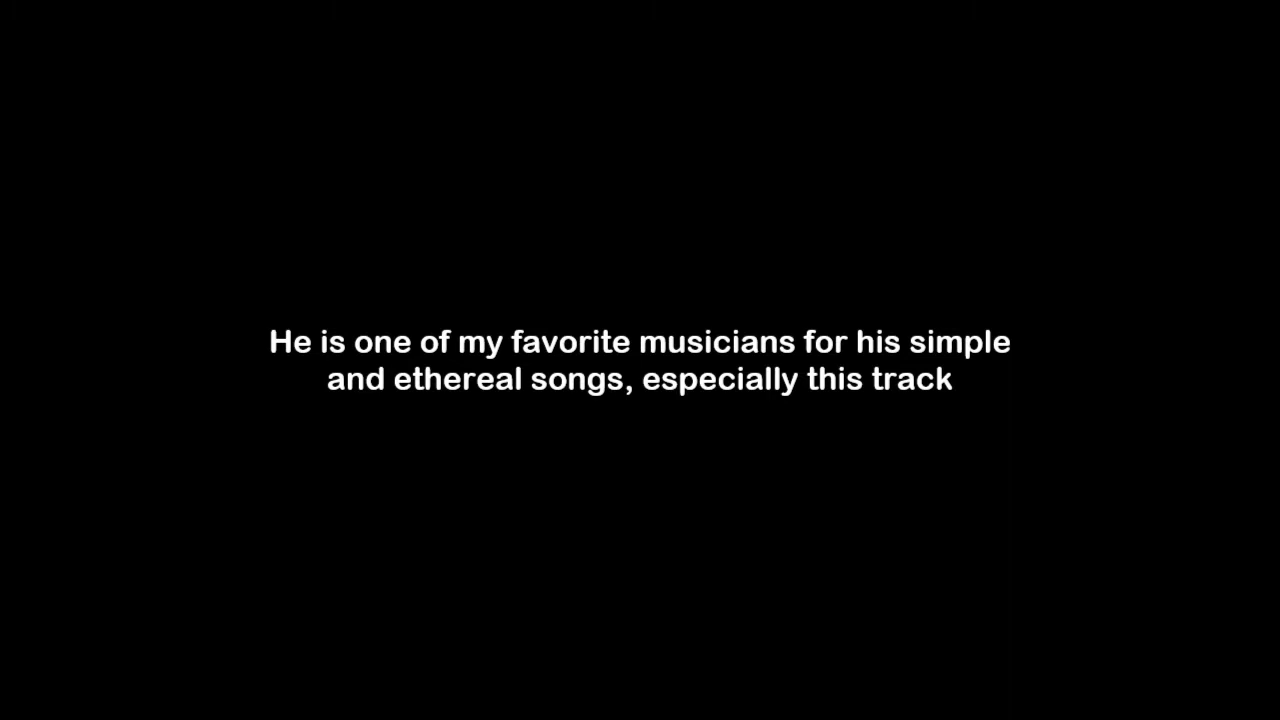 He is one of my favorite musicians for his simple
and ethereal songs, especially this track